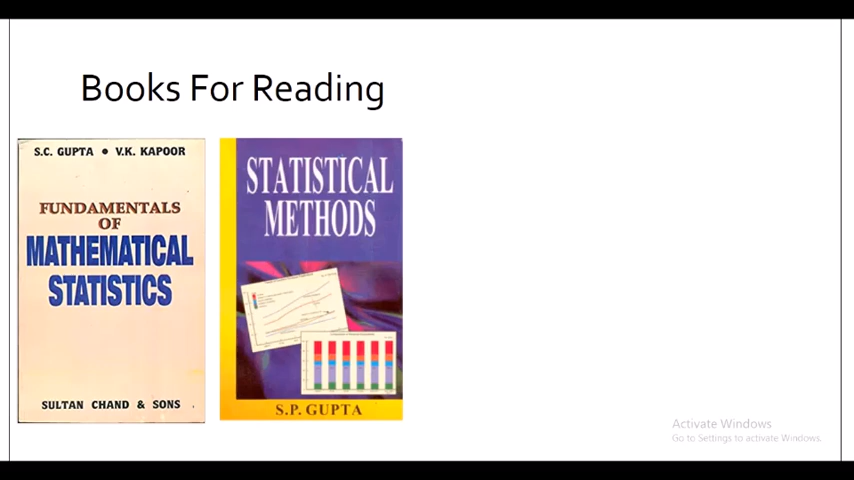 Books For Reading
S.C. GUPTA • V.K. KAPOOR
FUNDAMENTALS
OF
MATHEMATICAL
STATISTICS
SULTAN CHAND & SONS
STATISTICAL
METHODS
S.P. GUPTA
Activate Windows
Go to Settings to activate Windows.